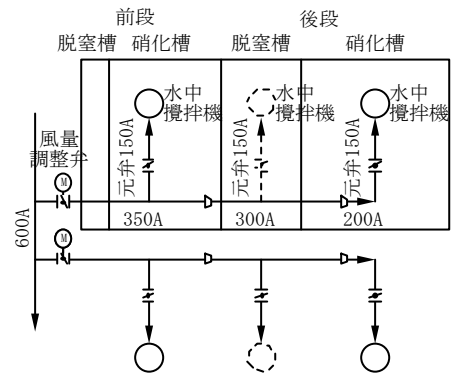 前段 後段
脱窒槽 硝化槽 脱窒槽 硝化槽
水中
攪拌機
水中
攪拌機
水中
攪拌機
元弁150A
元弁150A
元弁150A
風量
調整弁
M
350A 300A 200A
600A
M